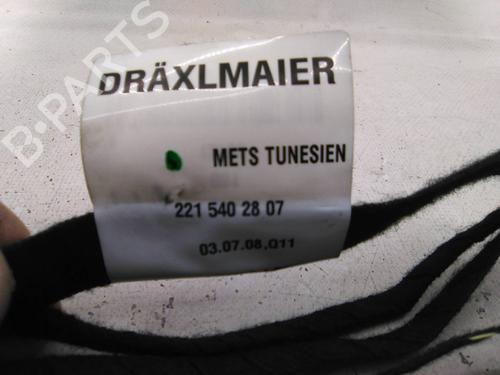 B-PARTS
DRÄXLMAIER
METS TUNESIEN
221 540 28 07
03.07.08,Q11